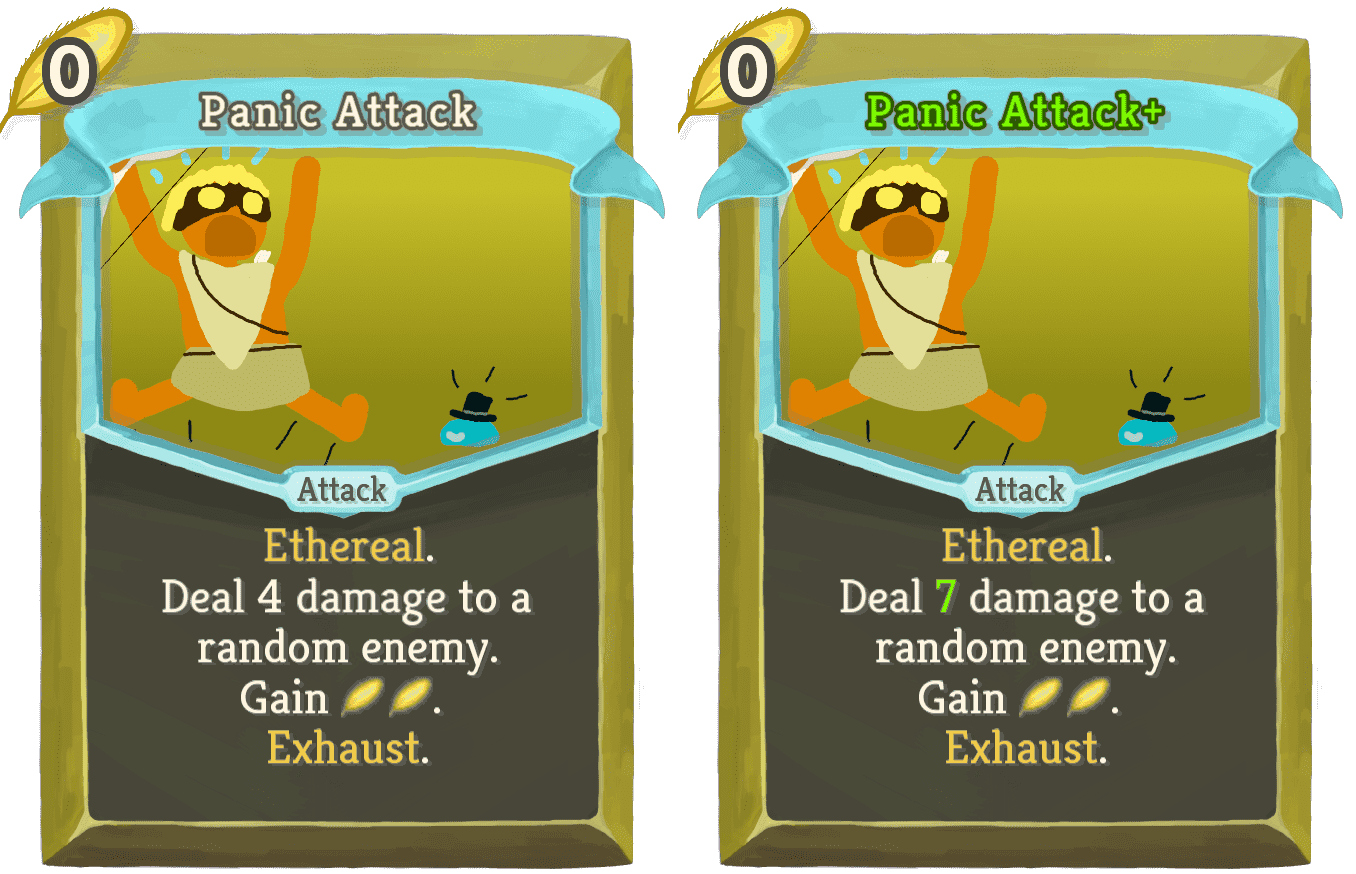 0
Panic Attack
Attack
Ethereal.
Deal 4 damage to a
random enemy.
Gain .
Exhaust.
0
Panic Attack+
Attack
Ethereal.
Deal 7 damage to a
random enemy.
Gain .
Exhaust.